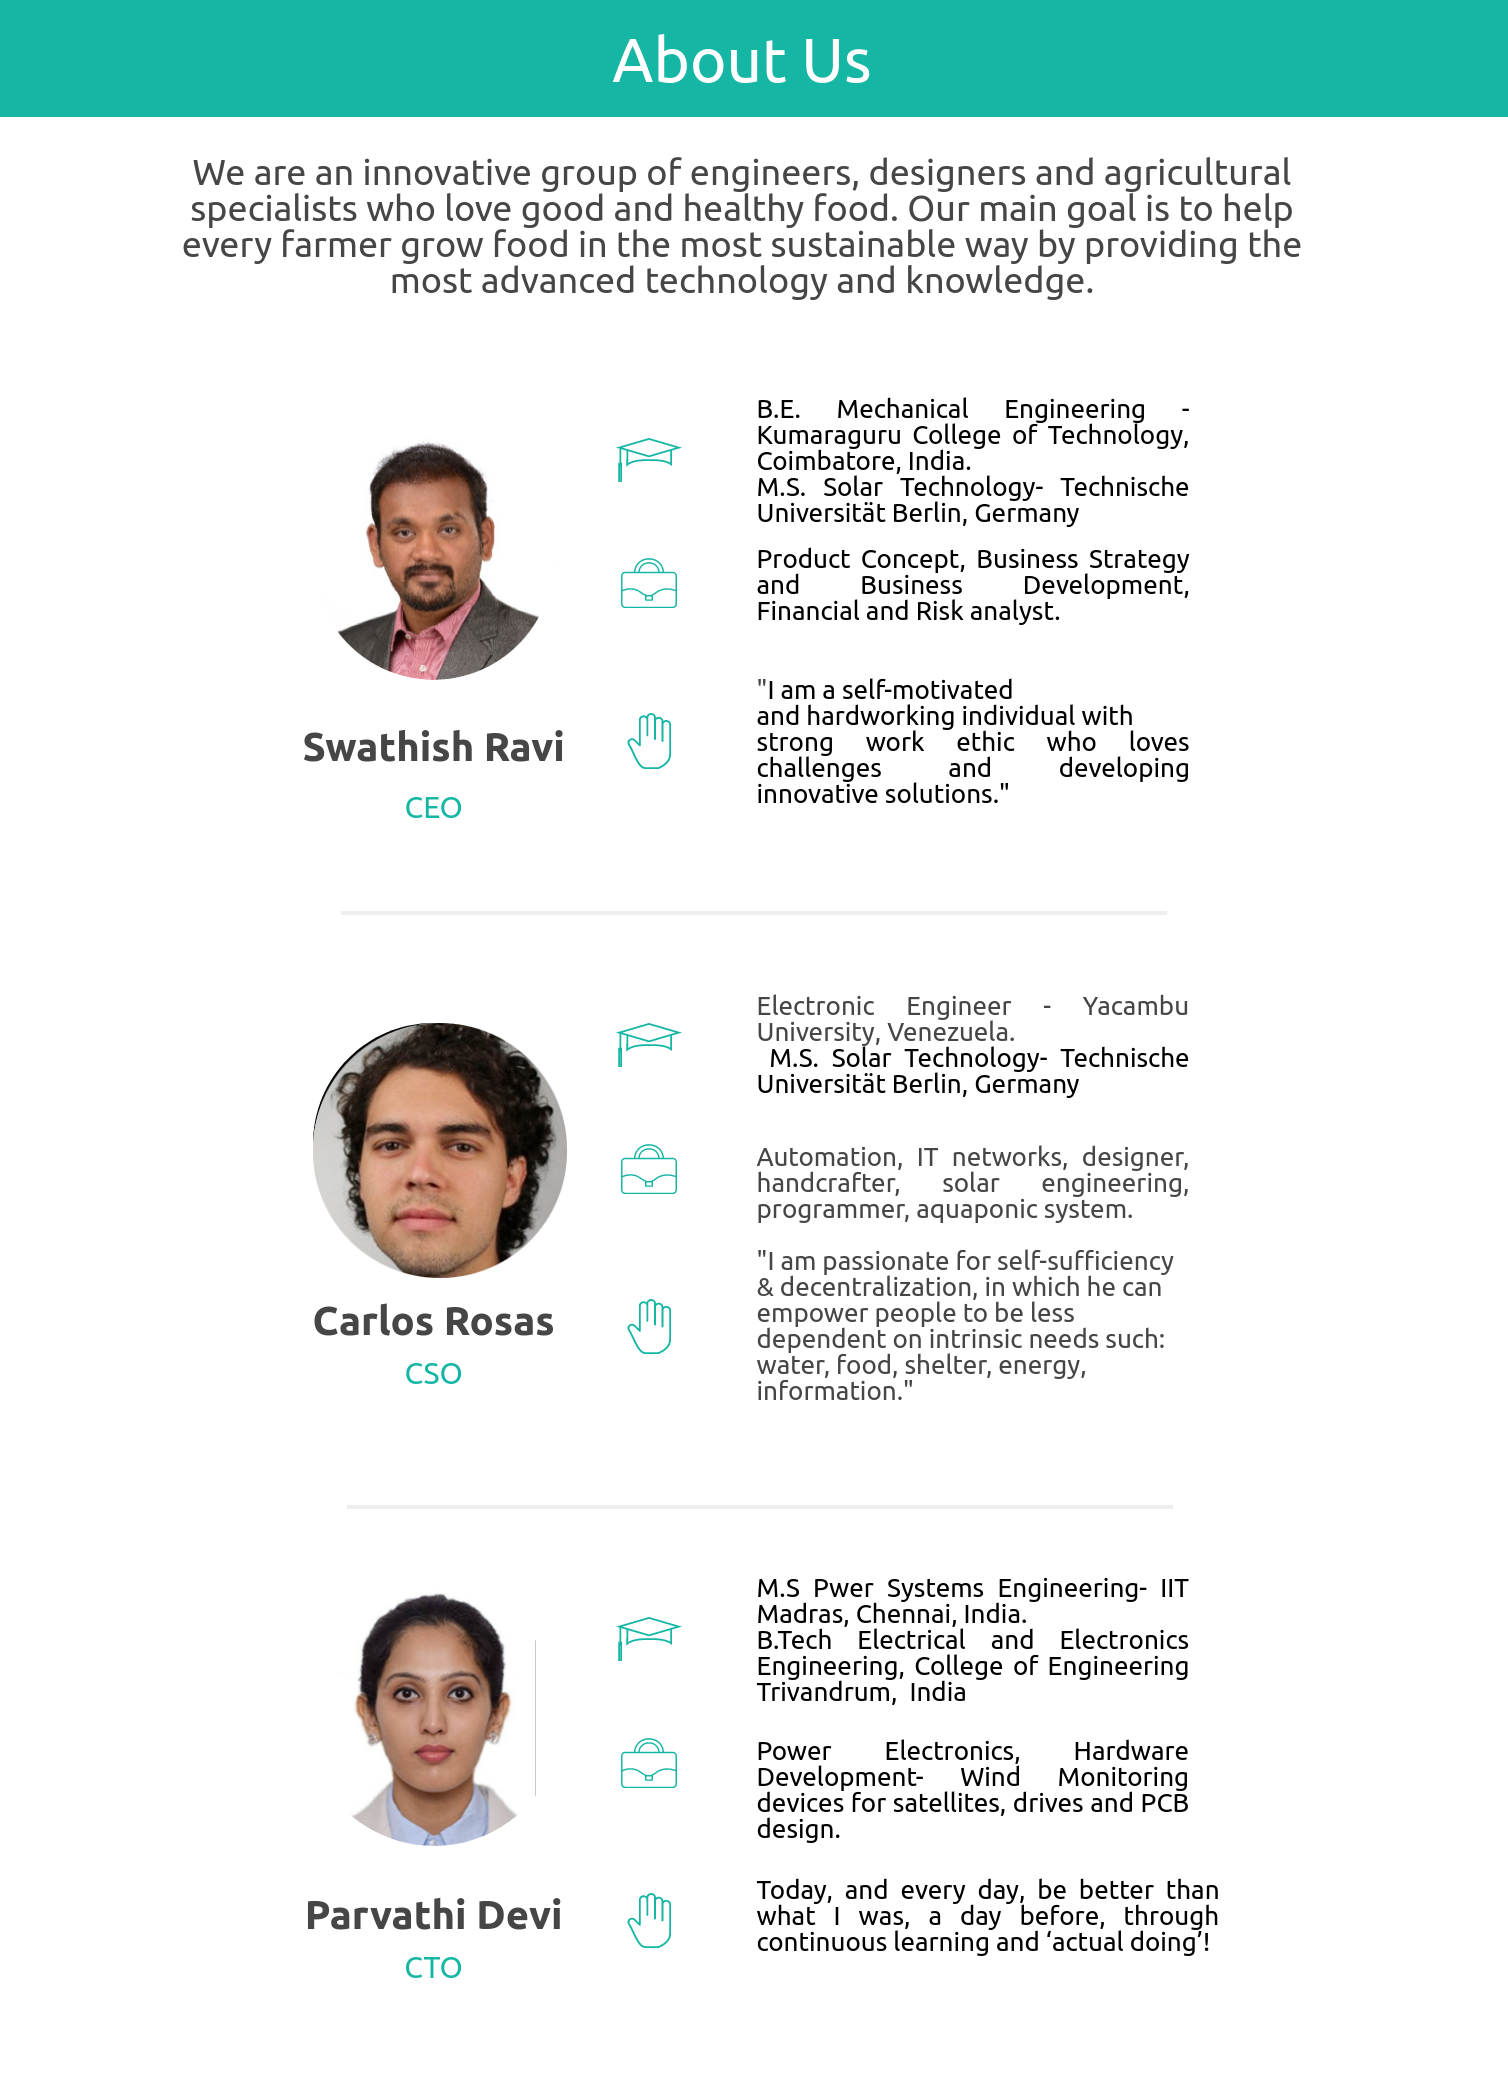 About Us
We are an innovative group of engineers, designers and agricultural
specialists who love good and healthy food. Our main goal is to help
every farmer grow food in the most sustainable way by providing the
most advanced technology and knowledge.
B.E. Mechanical Engineering -
Kumaraguru College of Technology,
Coimbatore, India.
M.S. Solar Technology- Technische
Universität Berlin, Germany
Product Concept, Business Strategy
and Business Development,
Financial and Risk analyst.
"I am a self-motivated
and hardworking individual with
strong work ethic who loves
challenges and developing
innovative solutions."
Swathish Ravi
CEO
Electronic Engineer - Yacambu
University, Venezuela.
M.S. Solar Technology- Technische
Universität Berlin, Germany
Automation, IT networks, designer,
handcrafter, solar engineering,
programmer, aquaponic system.
"I am passionate for self-sufficiency
& decentralization, in which he can
empower people to be less
dependent on intrinsic needs such:
water, food, shelter, energy,
information."
Carlos Rosas
CSO
M.S Pwer Systems Engineering- IIT
Madras, Chennai, India.
B.Tech Electrical and Electronics
Engineering, College of Engineering
Trivandrum, India
Power Electronics, Hardware
Development- Wind Monitoring
devices for satellites, drives and PCB
design.
Today, and every day, be better than
what I was, a day before, through
continuous learning and ‘actual doing’!
Parvathi Devi
CTO